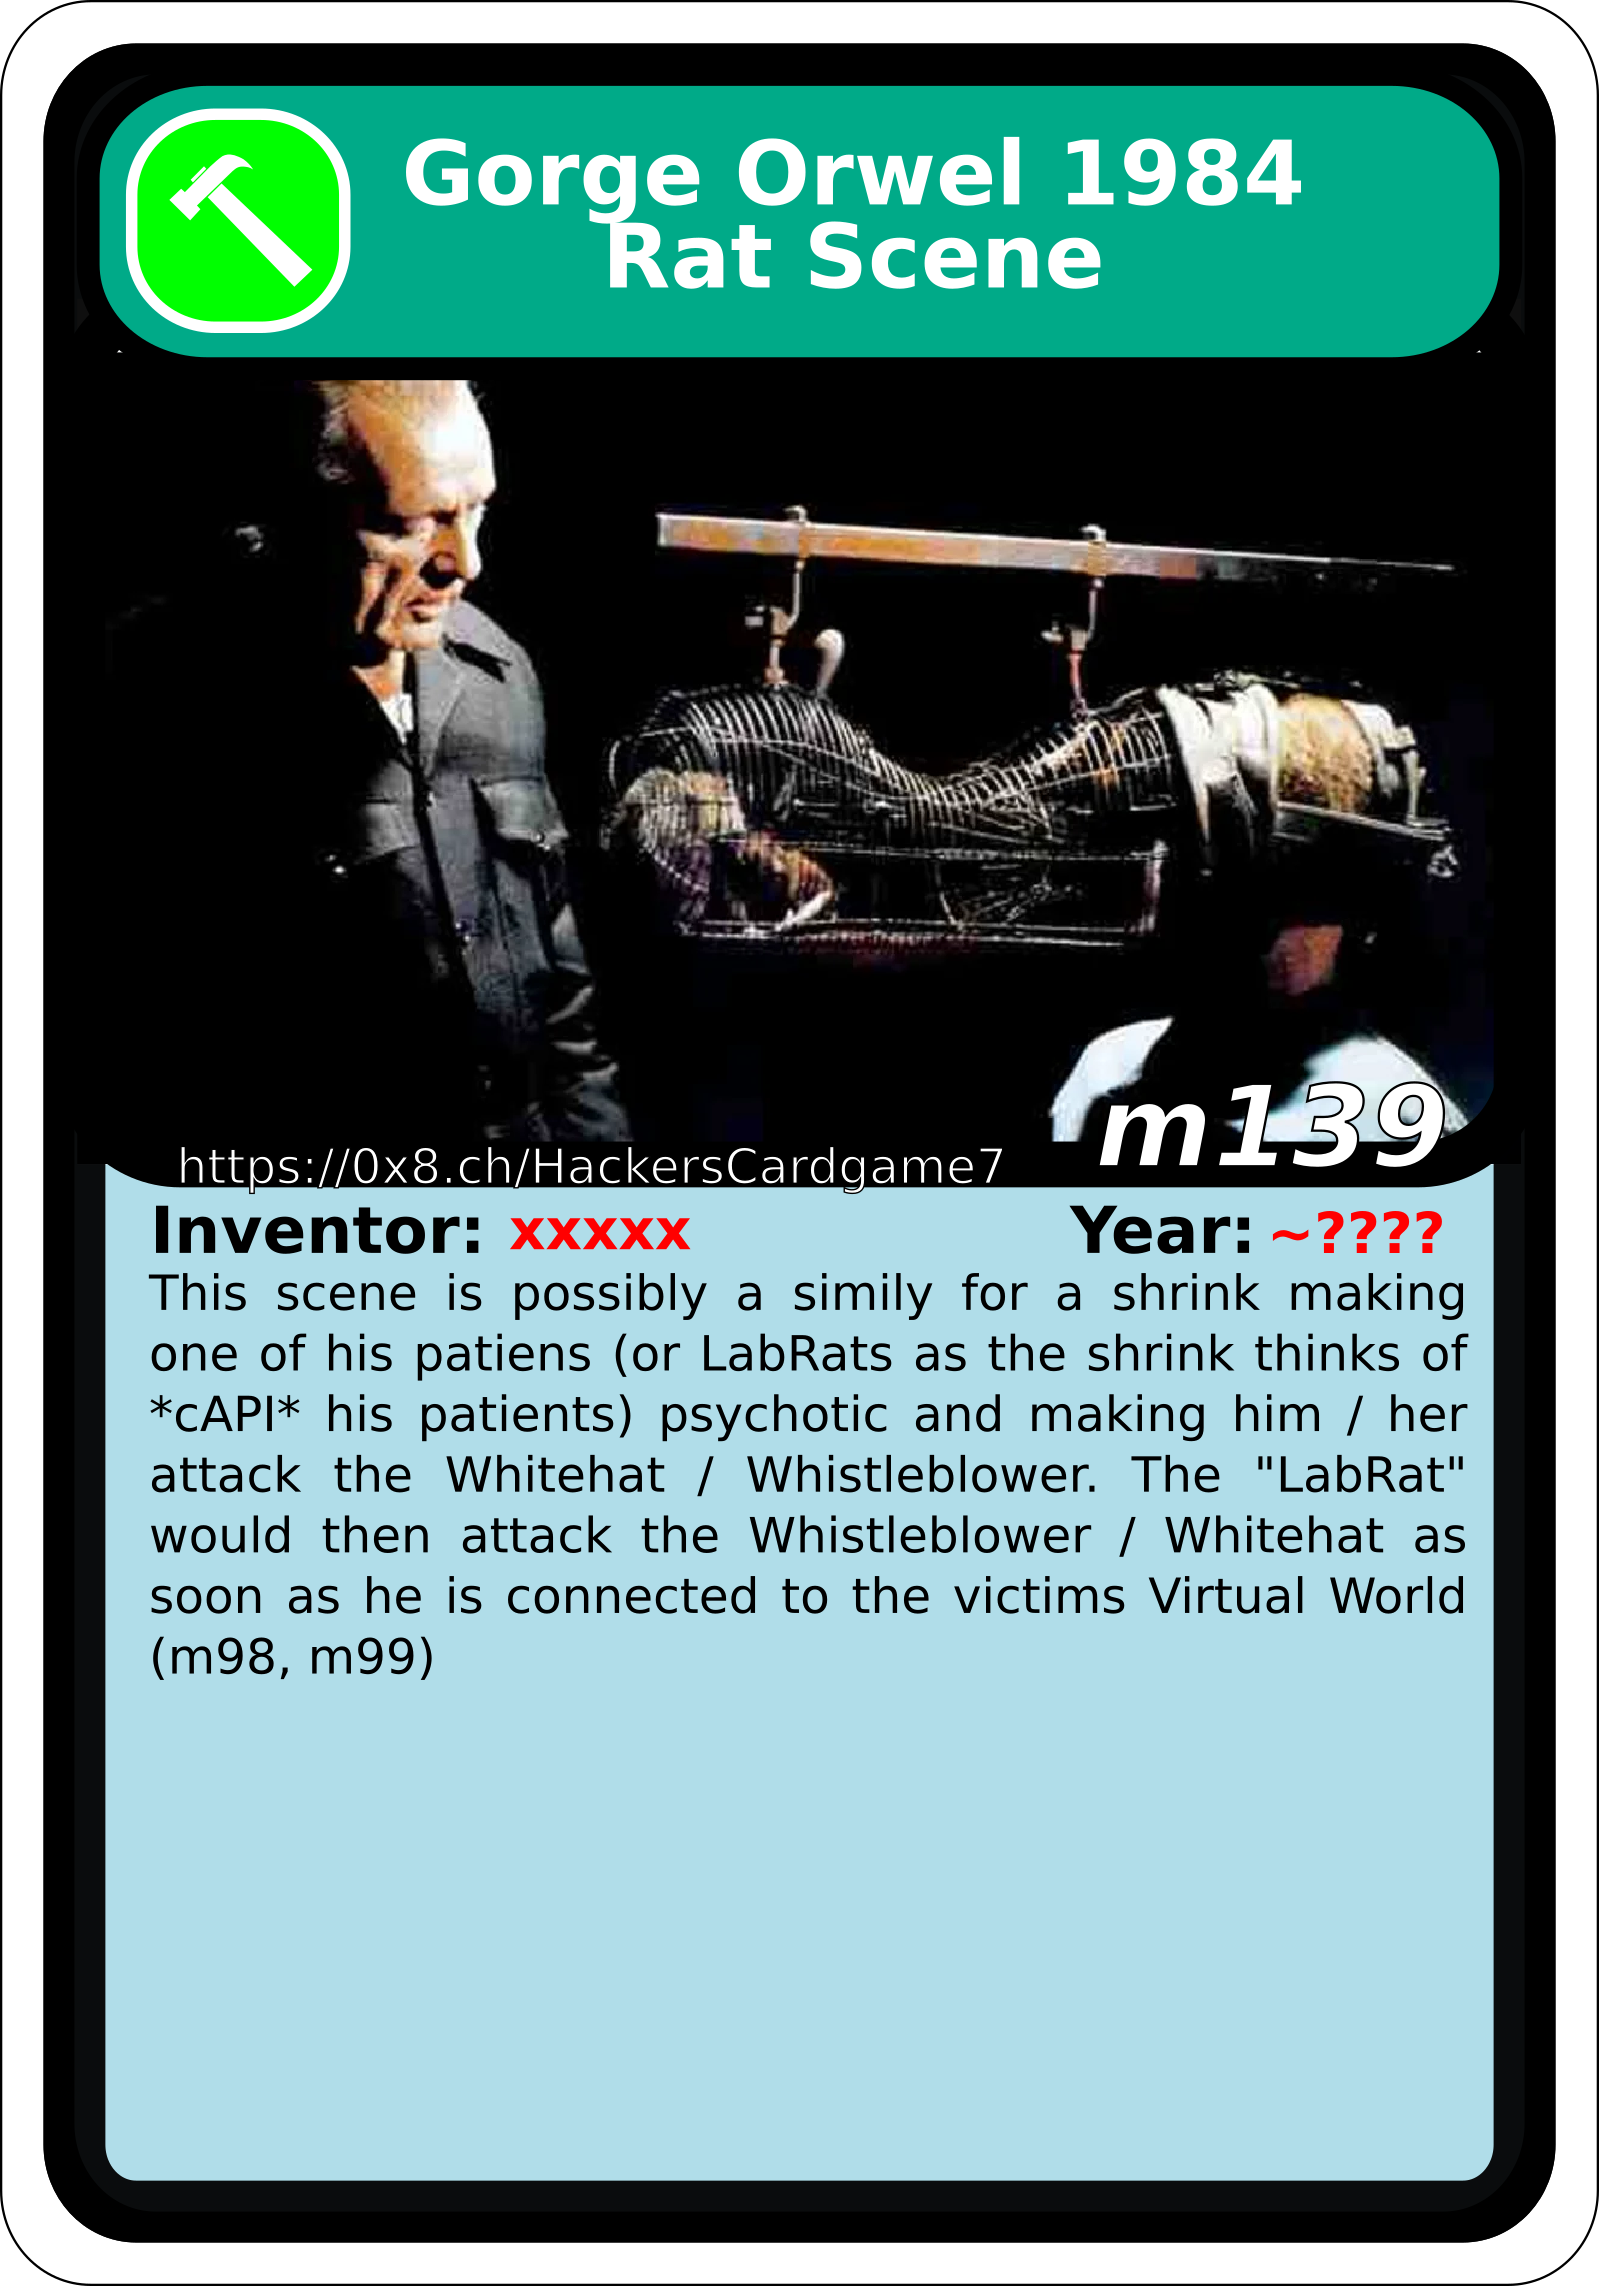 Gorge Orwel 1984
Rat Scene
m139
https://0x8.ch/HackersCardgame7
Inventor: xxxxx Year: ~????
This scene is possibly a simily for a shrink making
one of his patiens (or LabRats as the shrink thinks of
*cAPI* his patients) psychotic and making him / her
attack the Whitehat / Whistleblower. The "LabRat"
would then attack the Whistleblower / Whitehat as
soon as he is connected to the victims Virtual World
(m98, m99)